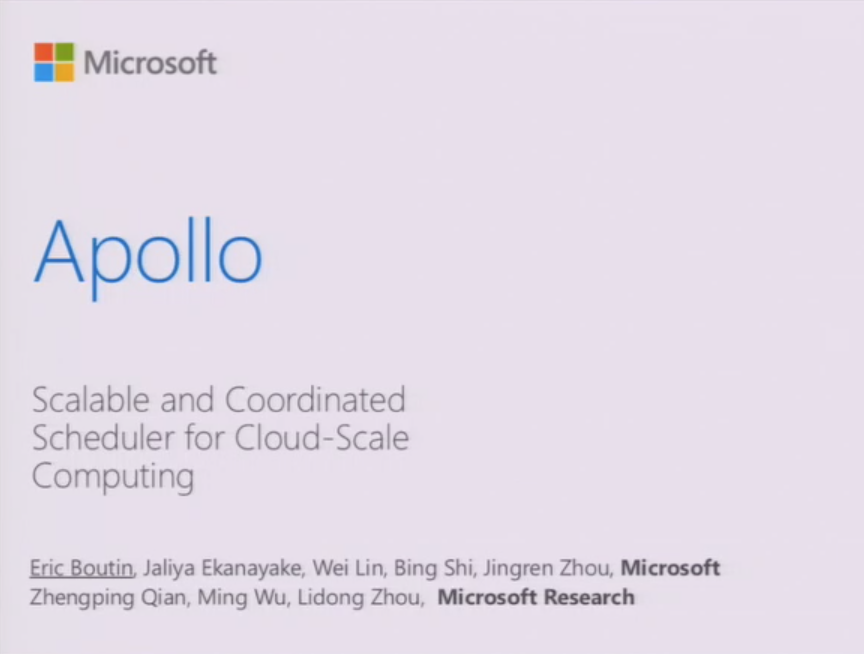 Microsoft
Apollo
Scalable and Coordinated
Scheduler for Cloud-Scale
Computing
Eric Boutin, Jaliya Ekanayake, Wei Lin, Bing Shi, Jingren Zhou, Microsoft
Zhengping Qian, Ming Wu, Lidong Zhou, Microsoft Research